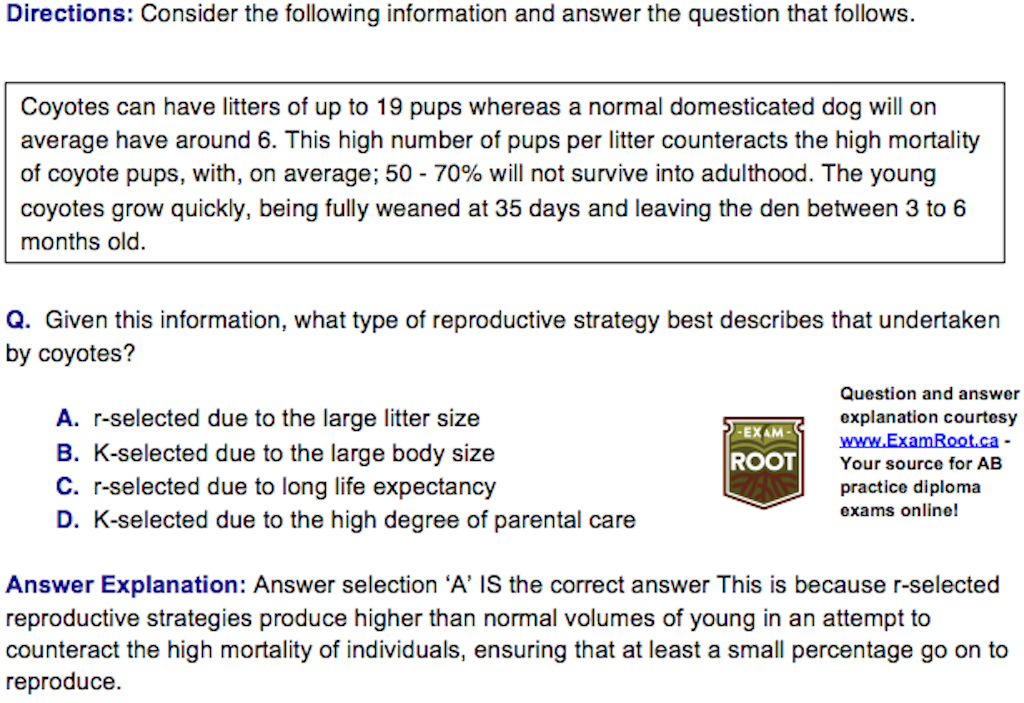 Directions: Consider the following information and answer the question that follows.
Coyotes can have litters of up to 19 pups whereas a normal domesticated dog will on
average have around 6. This high number of pups per litter counteracts the high mortality
of coyote pups, with, on average; 50 - 70% will not survive into adulthood. The young
coyotes grow quickly, being fully weaned at 35 days and leaving the den between 3 to 6
months old.
Q. Given this information, what type of reproductive strategy best describes that undertaken
by coyotes?
A. r-selected due to the large litter size
B. K-selected due to the large body size
C. r-selected due to long life expectancy
D. K-selected due to the high degree of parental care
-EXAM-
ROOT
Question and answer
explanation courtesy
www.ExamRoot.ca -
Your source for AB
practice diploma
exams online!
Answer Explanation: Answer selection ‘A’ IS the correct answer This is because r-selected
reproductive strategies produce higher than normal volumes of young in an attempt to
counteract the high mortality of individuals, ensuring that at least a small percentage go on to
reproduce.